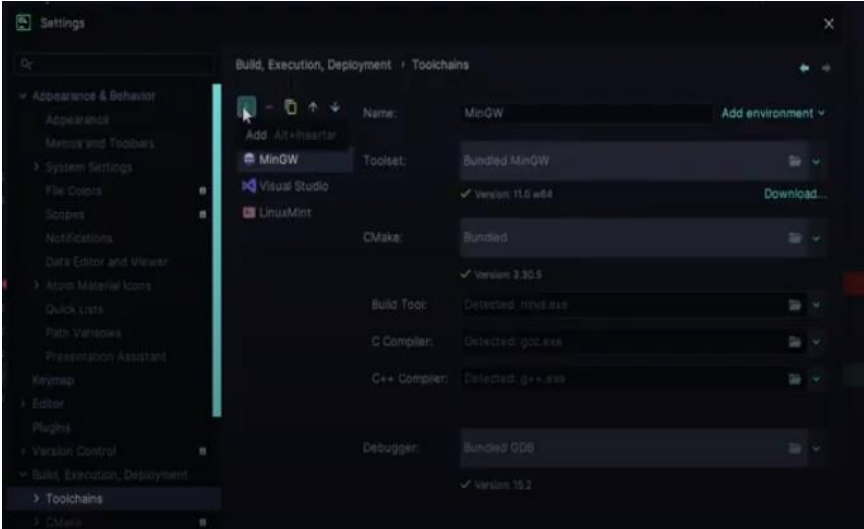 Settings
Appearance & Behavior
Appearance
Menus and Toolbars
System Settings
File Colors
Scopes
Notifications
Data Editor and Viewer
Atom Material Icons
Quick Lists
Path Variables
Presentation Assistant
Keymap
Editor
Plugins
Version Control
Build, Execution, Deployment
Toolchains
CMake
Build, Execution, Deployment › Toolchains
Add Alt+Insertar
MinGW
Visual Studio
LinuxMint
Name: MinGW Add environment
Toolset: Bundled MinGW
Version: 11.0 w64 Download...
CMake: Bundled
Version: 3.30.5
Build Tool: Detected: ninja.exe
C Compiler: Detected: gcc.exe
C++ Compiler: Detected: g++.exe
Debugger: Bundled GDB
Version: 15.2